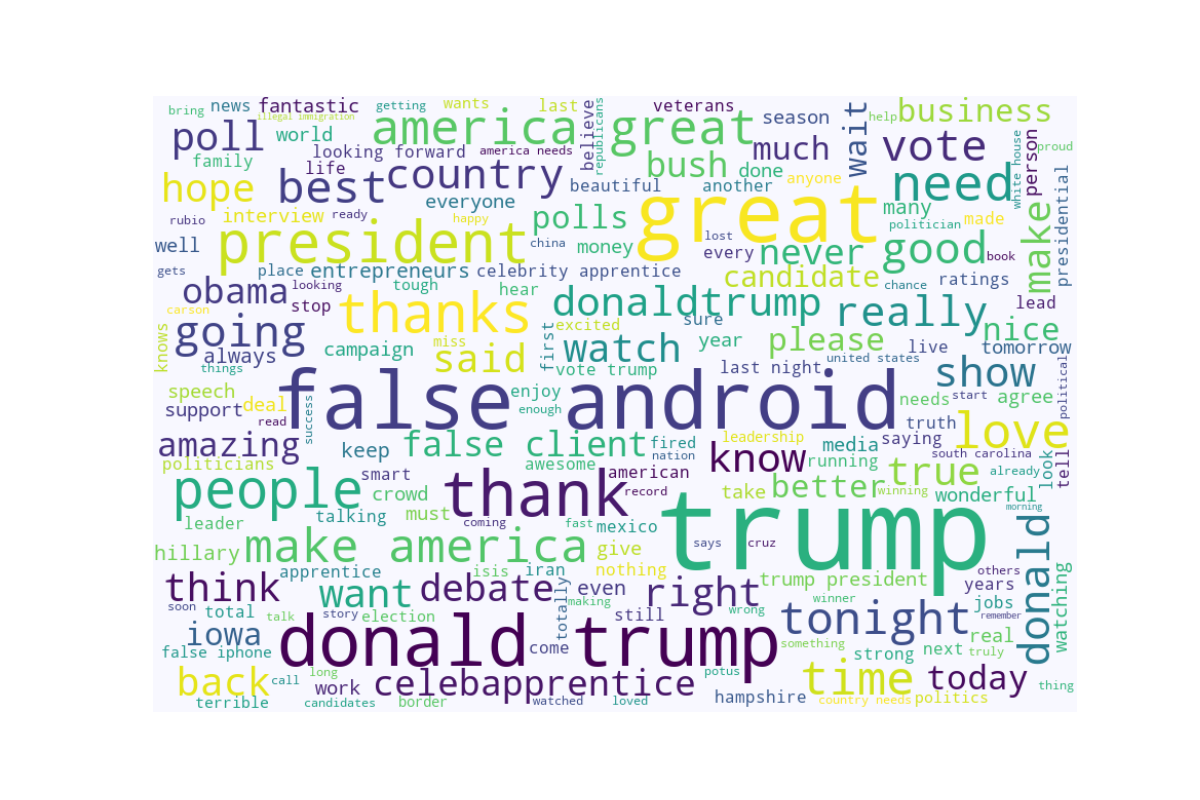 bring news fantastic getting wants last republicans veterans season help business
illegal immigration
poll world america believe great wait vote
looking forward america needs much white house proud
family life bush done person
hope best country beautiful another anyone need
everyone many presidential
rubio interview ready happy polls great politician made make
president lost
well china money every never good book
gets place entrepreneurs celebrity apprentice candidate chance ratings
looking tough hear
obama stop thanks donaldtrump really lead
carson sure
knows going excited nice
first miss year please
always campaign said watch live tomorrow
things last night united states
vote trump show political
speech false android needs start agree
enjoy
support deal success enough truth love
read
amazing keep false client fired leadership media saying
nation know south carolina look tell
politicians awesome running true already
smart american
people crowd thank record take better winning wonderful
leader talking must coming fast mexico trump morning
hillary make america give says cruz donald
nothing
think apprentice isis iran even trump president others watching
want debate right years
soon total talk story election making totally still wrong winner tonight jobs
remember
iowa donald trump something real
false iphone come strong next truly
back call long celebapprentice potus time today thing
work
terrible candidates border watched loved hampshire country needs politics